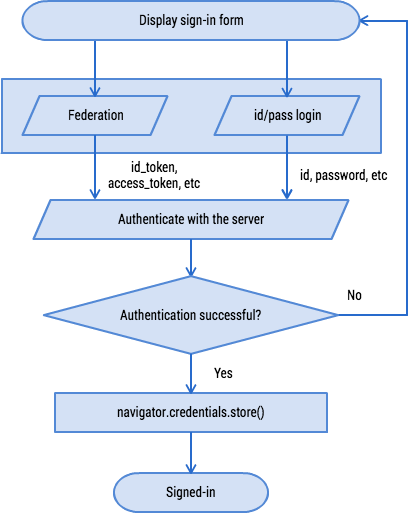 Display sign-in form
Federation
id/pass login
id_token,
access_token, etc
id, password, etc
Authenticate with the server
Authentication successful?
No
Yes
navigator.credentials.store()
Signed-in